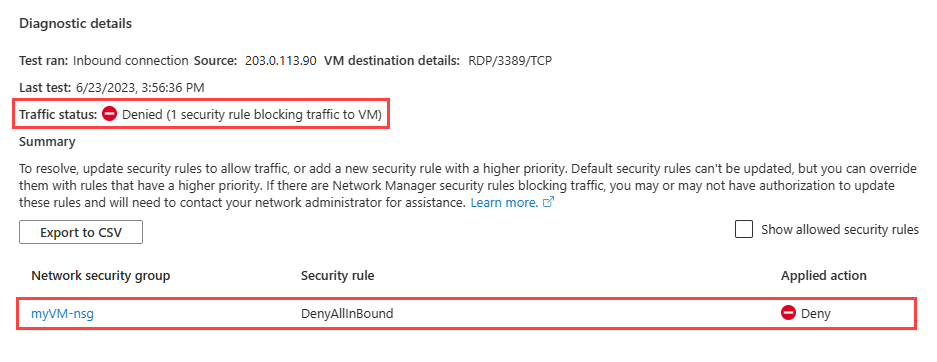 Diagnostic details
Test ran: Inbound connection Source: 203.0.113.90 VM destination details: RDP/3389/TCP
Last test: 6/23/2023, 3:56:36 PM
Traffic status: Denied (1 security rule blocking traffic to VM)
Summary
To resolve, update security rules to allow traffic, or add a new security rule with a higher priority. Default security rules can't be updated, but you can override
them with rules that have a higher priority. If there are Network Manager security rules blocking traffic, you may or may not have authorization to update
these rules and will need to contact your network administrator for assistance. Learn more.
Export to CSV
Show allowed security rules
Network security group Security rule Applied action
myVM-nsg DenyAllInBound Deny